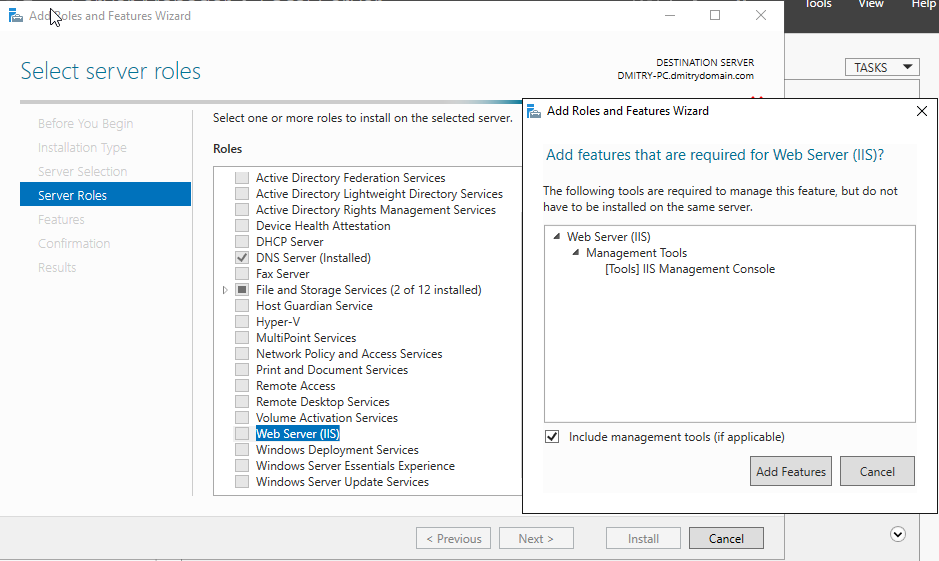 Add Roles and Features Wizard
Tools View Help
Select server roles
DESTINATION SERVER
DMITRY-PC.dmitrydomain.com
TASKS
Before You Begin
Installation Type
Server Selection
Server Roles
Features
Confirmation
Results
Select one or more roles to install on the selected server.
Roles
Active Directory Federation Services
Active Directory Lightweight Directory Services
Active Directory Rights Management Services
Device Health Attestation
DHCP Server
DNS Server (Installed)
Fax Server
File and Storage Services (2 of 12 installed)
Host Guardian Service
Hyper-V
MultiPoint Services
Network Policy and Access Services
Print and Document Services
Remote Access
Remote Desktop Services
Volume Activation Services
Web Server (IIS)
Windows Deployment Services
Windows Server Essentials Experience
Windows Server Update Services
< Previous
Next >
Install
Cancel
Add Roles and Features Wizard
Add features that are required for Web Server (IIS)?
The following tools are required to manage this feature, but do not
have to be installed on the same server.
Web Server (IIS)
Management Tools
[Tools] IIS Management Console
Include management tools (if applicable)
Add Features
Cancel